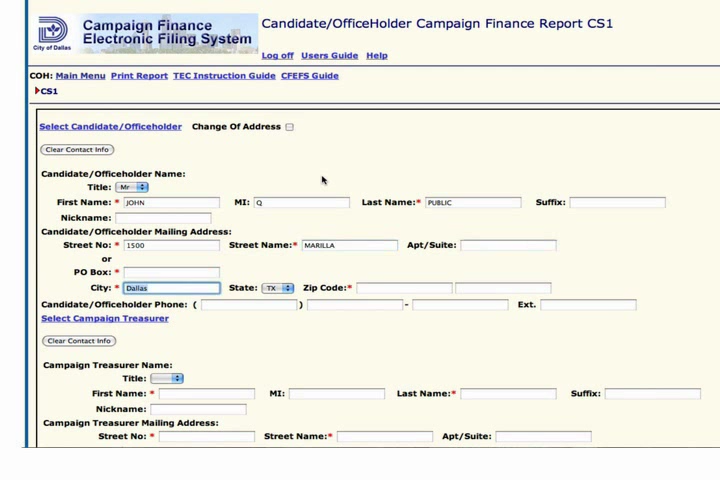 City of Dallas
Campaign Finance
Electronic Filing System
Candidate/OfficeHolder Campaign Finance Report CS1
Log off Users Guide Help
COH: Main Menu Print Report TEC Instruction Guide CFEFS Guide
CS1
Select Candidate/Officeholder Change Of Address
Clear Contact Info
Candidate/Officeholder Name:
Title: Mr
First Name: * JOHN MI: Q Last Name:* PUBLIC Suffix:
Nickname:
Candidate/Officeholder Mailing Address:
Street No: * 1500 Street Name:* MARILLA Apt/Suite:
or
PO Box: *
City: * Dallas State: TX Zip Code:*
Candidate/Officeholder Phone: ( ) - Ext.
Select Campaign Treasurer
Clear Contact Info
Campaign Treasurer Name:
Title:
First Name: * MI: Last Name:* Suffix:
Nickname:
Campaign Treasurer Mailing Address:
Street No: * Street Name:* Apt/Suite: